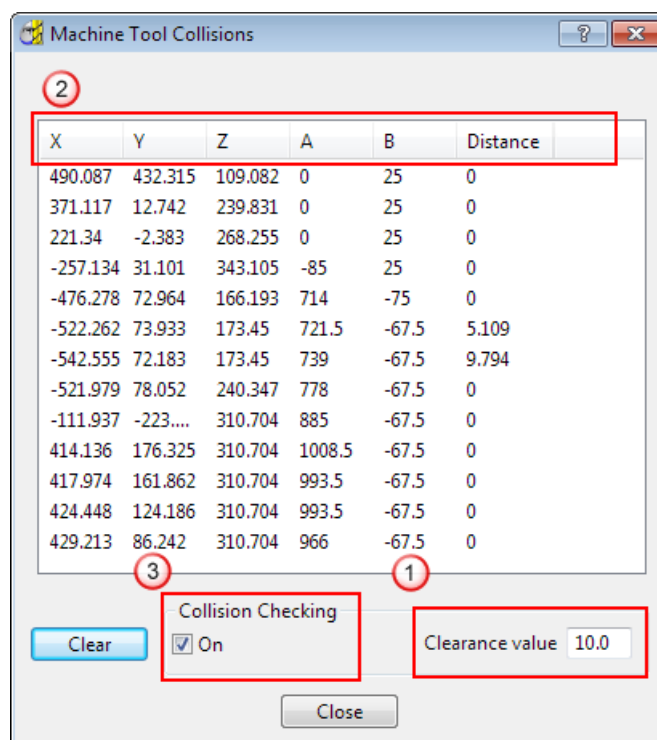 Machine Tool Collisions
?
2
X Y Z A B Distance
490.087 432.315 109.082 0 25 0
371.117 12.742 239.831 0 25 0
221.34 -2.383 268.255 0 25 0
-257.134 31.101 343.105 -85 25 0
-476.278 72.964 166.193 714 -75 0
-522.262 73.933 173.45 721.5 -67.5 5.109
-542.555 72.183 173.45 739 -67.5 9.794
-521.979 78.052 240.347 778 -67.5 0
-111.937 -223.... 310.704 885 -67.5 0
414.136 176.325 310.704 1008.5 -67.5 0
417.974 161.862 310.704 993.5 -67.5 0
424.448 124.186 310.704 993.5 -67.5 0
429.213 86.242 310.704 966 -67.5 0
3 1
Collision Checking
Clear On Clearance value 10.0
Close